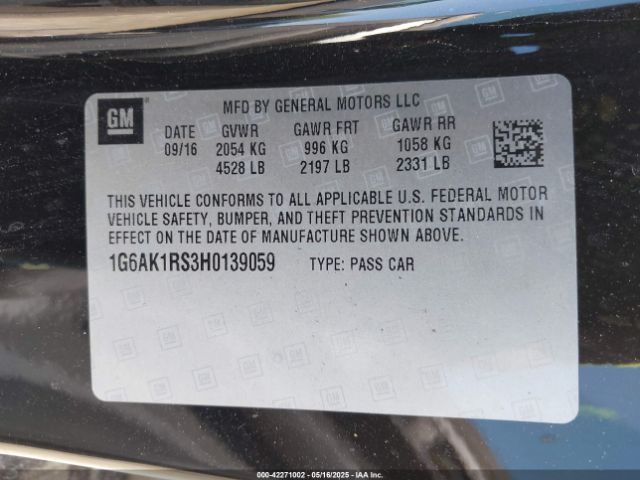 GM
MFD BY GENERAL MOTORS LLC
DATE GVWR GAWR FRT GAWR RR
09/16 2054 KG 996 KG 1058 KG
4528 LB 2197 LB 2331 LB
THIS VEHICLE CONFORMS TO ALL APPLICABLE U.S. FEDERAL MOTOR
VEHICLE SAFETY, BUMPER, AND THEFT PREVENTION STANDARDS IN
EFFECT ON THE DATE OF MANUFACTURE SHOWN ABOVE.
1G6AK1RS3H0139059 TYPE: PASS CAR
000-42271002 - 05/16/2025 - IAAI, Inc.